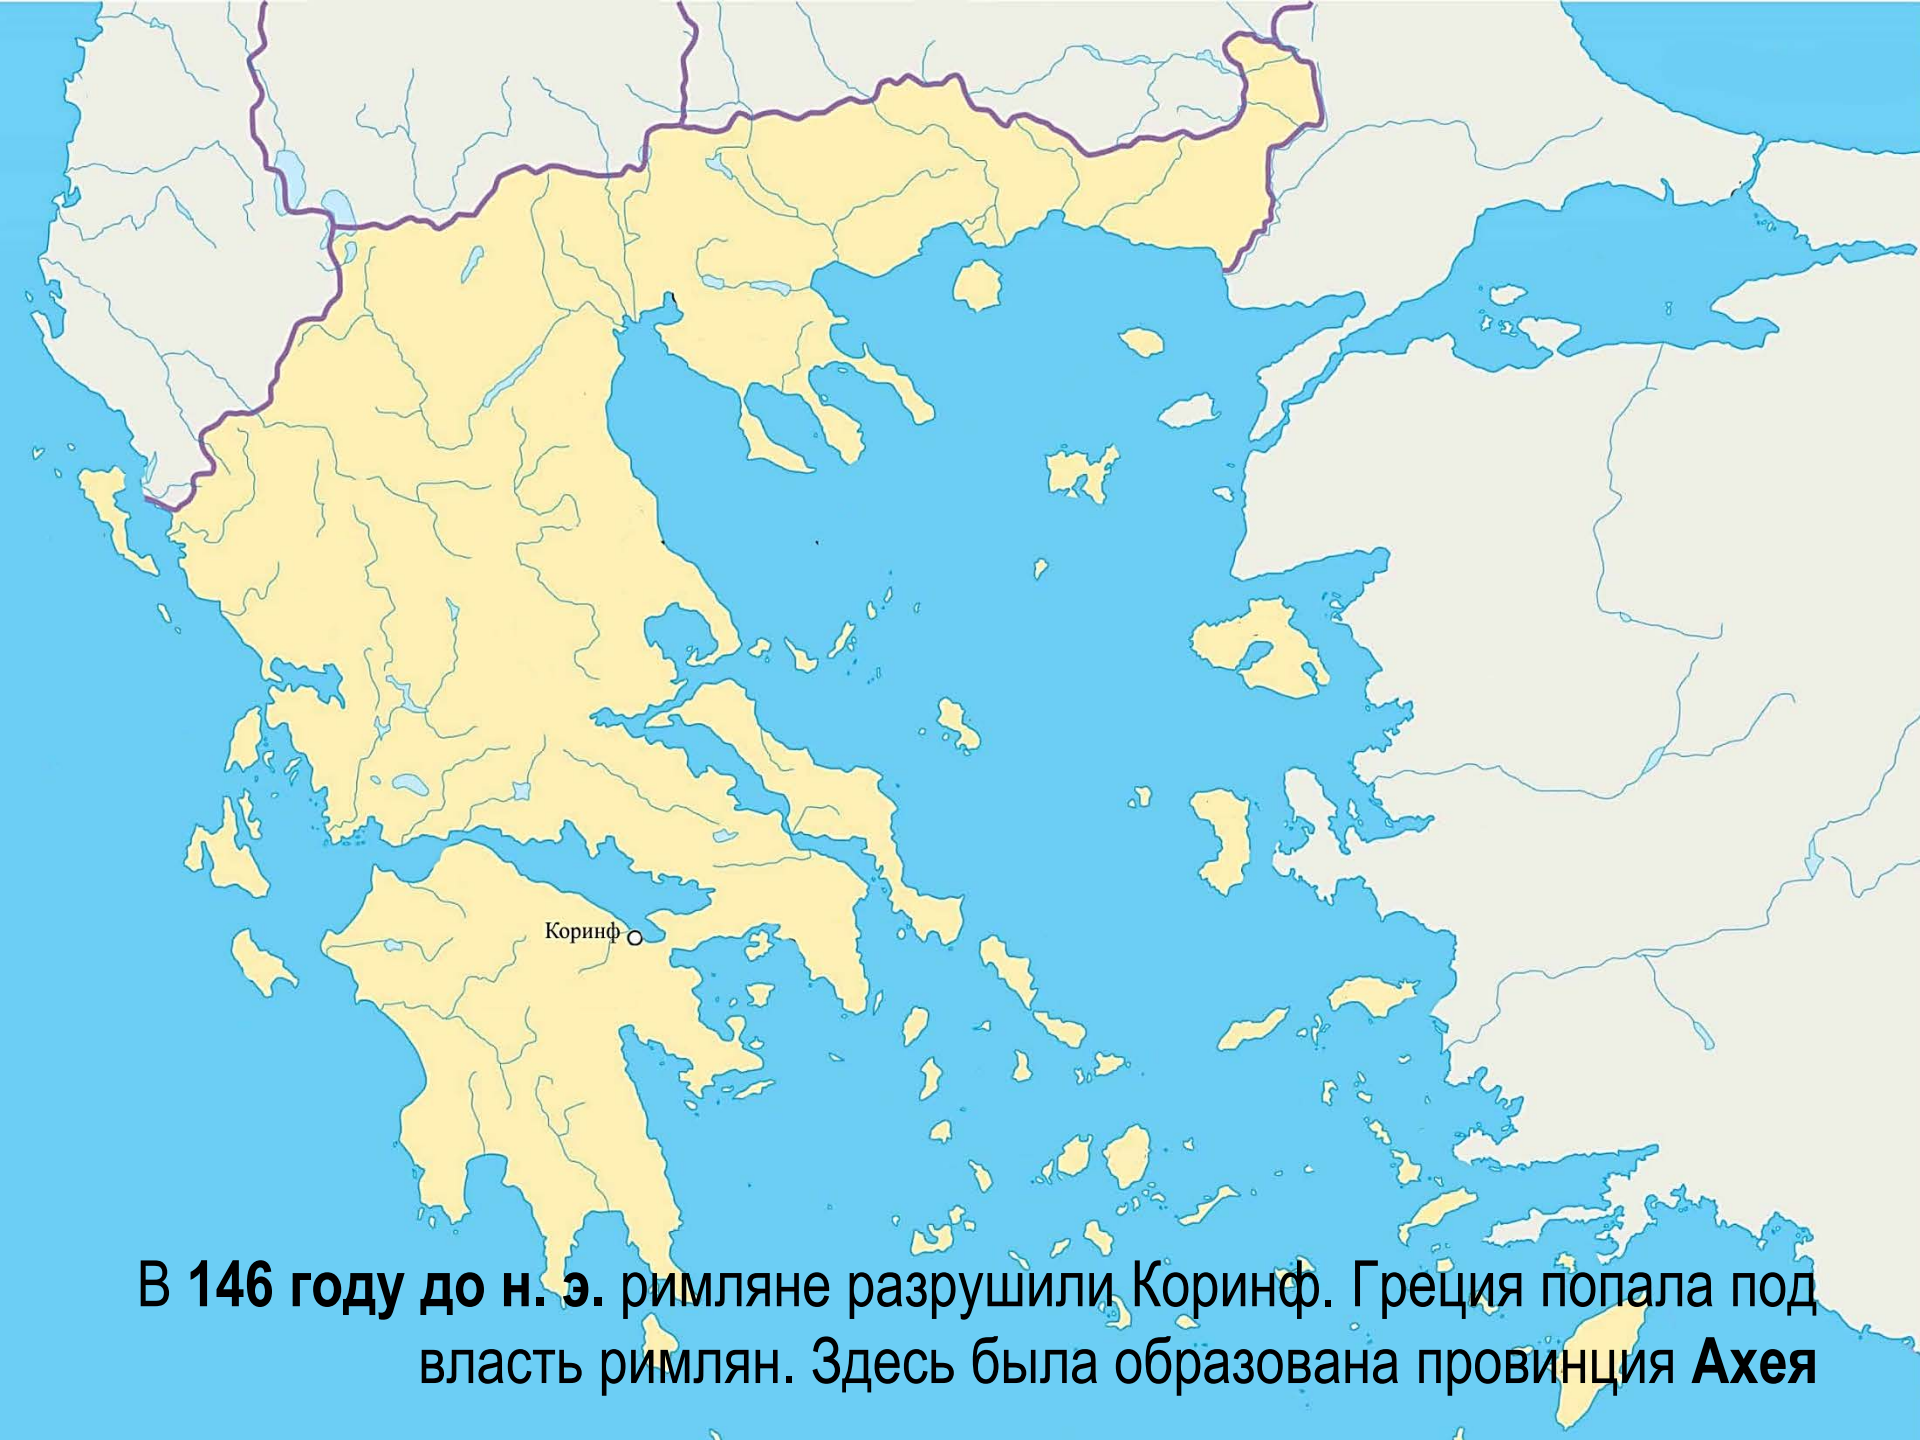 Коринф
В 146 году до н. э. римляне разрушили Коринф. Греция попала под
власть римлян. Здесь была образована провинция Ахея